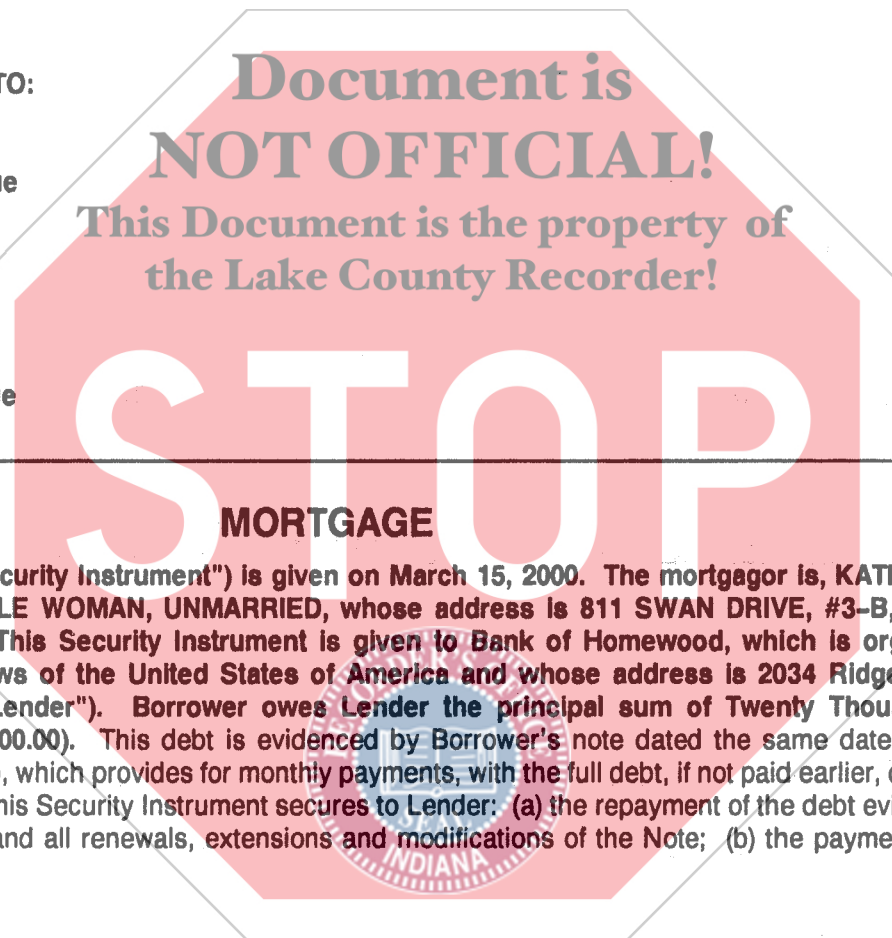 TO:
Document is
NOT OFFICIAL!
This Document is the property of
the Lake County Recorder!
STOP
MORTGAGE
curity Instrument") is given on March 15, 2000. The mortgagor is, KATI
LE WOMAN, UNMARRIED, whose address is 811 SWAN DRIVE, #3-B,
This Security Instrument is given to Bank of Homewood, which is org
ws of the United States of America and whose address is 2034 Ridge
Lender"). Borrower owes Lender the principal sum of Twenty Thou
00.00). This debt is evidenced by Borrower's note dated the same date
, which provides for monthly payments, with the full debt, if not paid earlier,
his Security Instrument secures to Lender: (a) the repayment of the debt evi
and all renewals, extensions and modifications of the Note; (b) the payme
SEAL
INDIANA